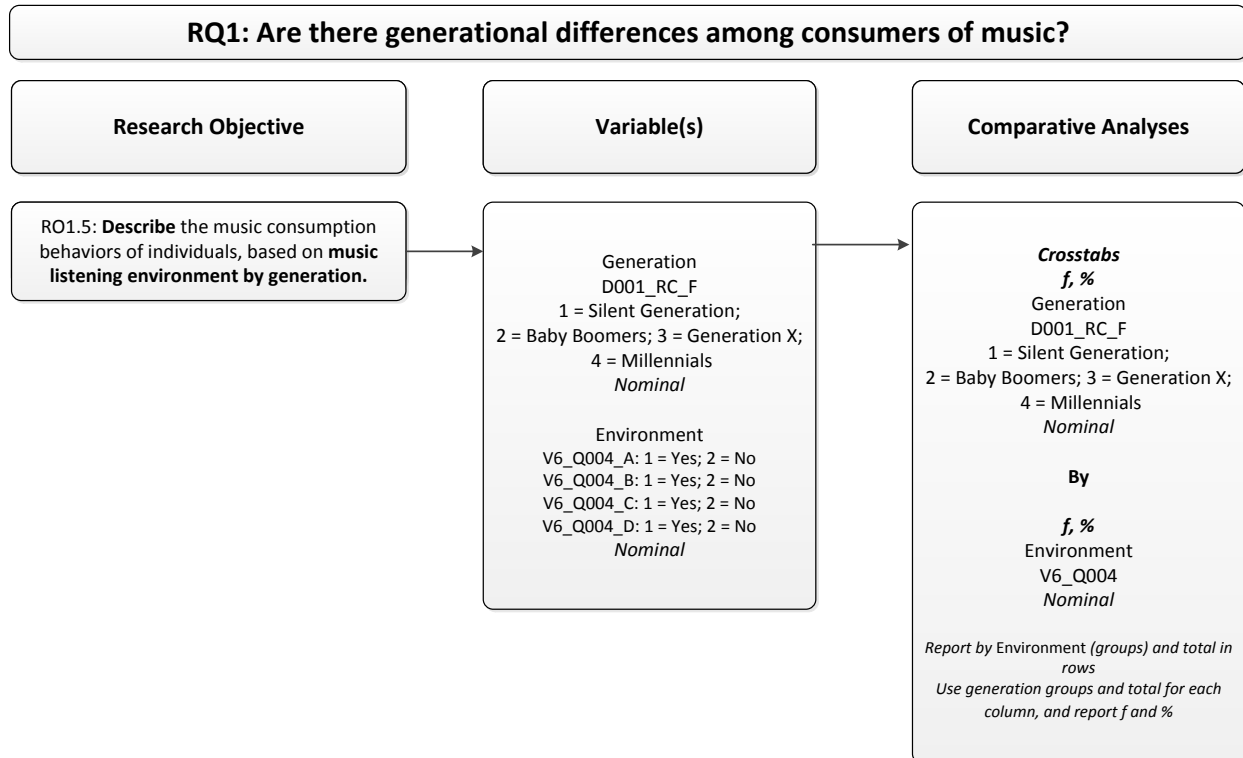 RQ1: Are there generational differences among consumers of music?
Research Objective
Variable(s)
Comparative Analyses
RO1.5: Describe the music consumption
behaviors of individuals, based on music
listening environment by generation.
Generation
D001_RC_F
1 = Silent Generation;
2 = Baby Boomers; 3 = Generation X;
4 = Millennials
Nominal
Environment
V6_Q004_A: 1 = Yes; 2 = No
V6_Q004_B: 1 = Yes; 2 = No
V6_Q004_C: 1 = Yes; 2 = No
V6_Q004_D: 1 = Yes; 2 = No
Nominal
Crosstabs
f, %
Generation
D001_RC_F
1 = Silent Generation;
2 = Baby Boomers; 3 = Generation X;
4 = Millennials
Nominal
By
f, %
Environment
V6_Q004
Nominal
Report by Environment (groups) and total in
rows
Use generation groups and total for each
column, and report f and %